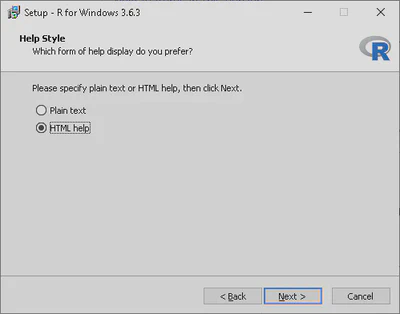 Setup - R for Windows 3.6.3
Help Style
Which form of help display do you prefer?
R
Please specify plain text or HTML help, then click Next.
Plain text
HTML help
< Back
Next >
Cancel